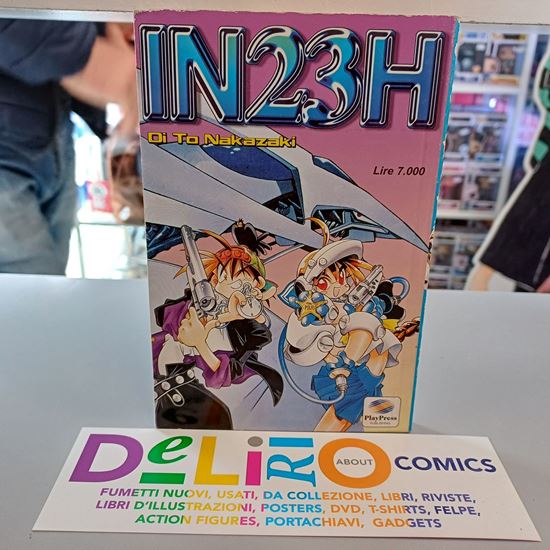 IN23H
Di To Nakazaki
Lire 7.000
PlayPress
PUBLISHING
DeLiRIO ABOUT COMICS
FUMETTI NUOVI, USATI, DA COLLEZIONE, LIBRI, RIVISTE,
LIBRI D'ILLUSTRAZIONI, POSTERS, DVD, T-SHIRTS, FELPE,
ACTION FIGURES, PORTACHIAVI, GADGETS